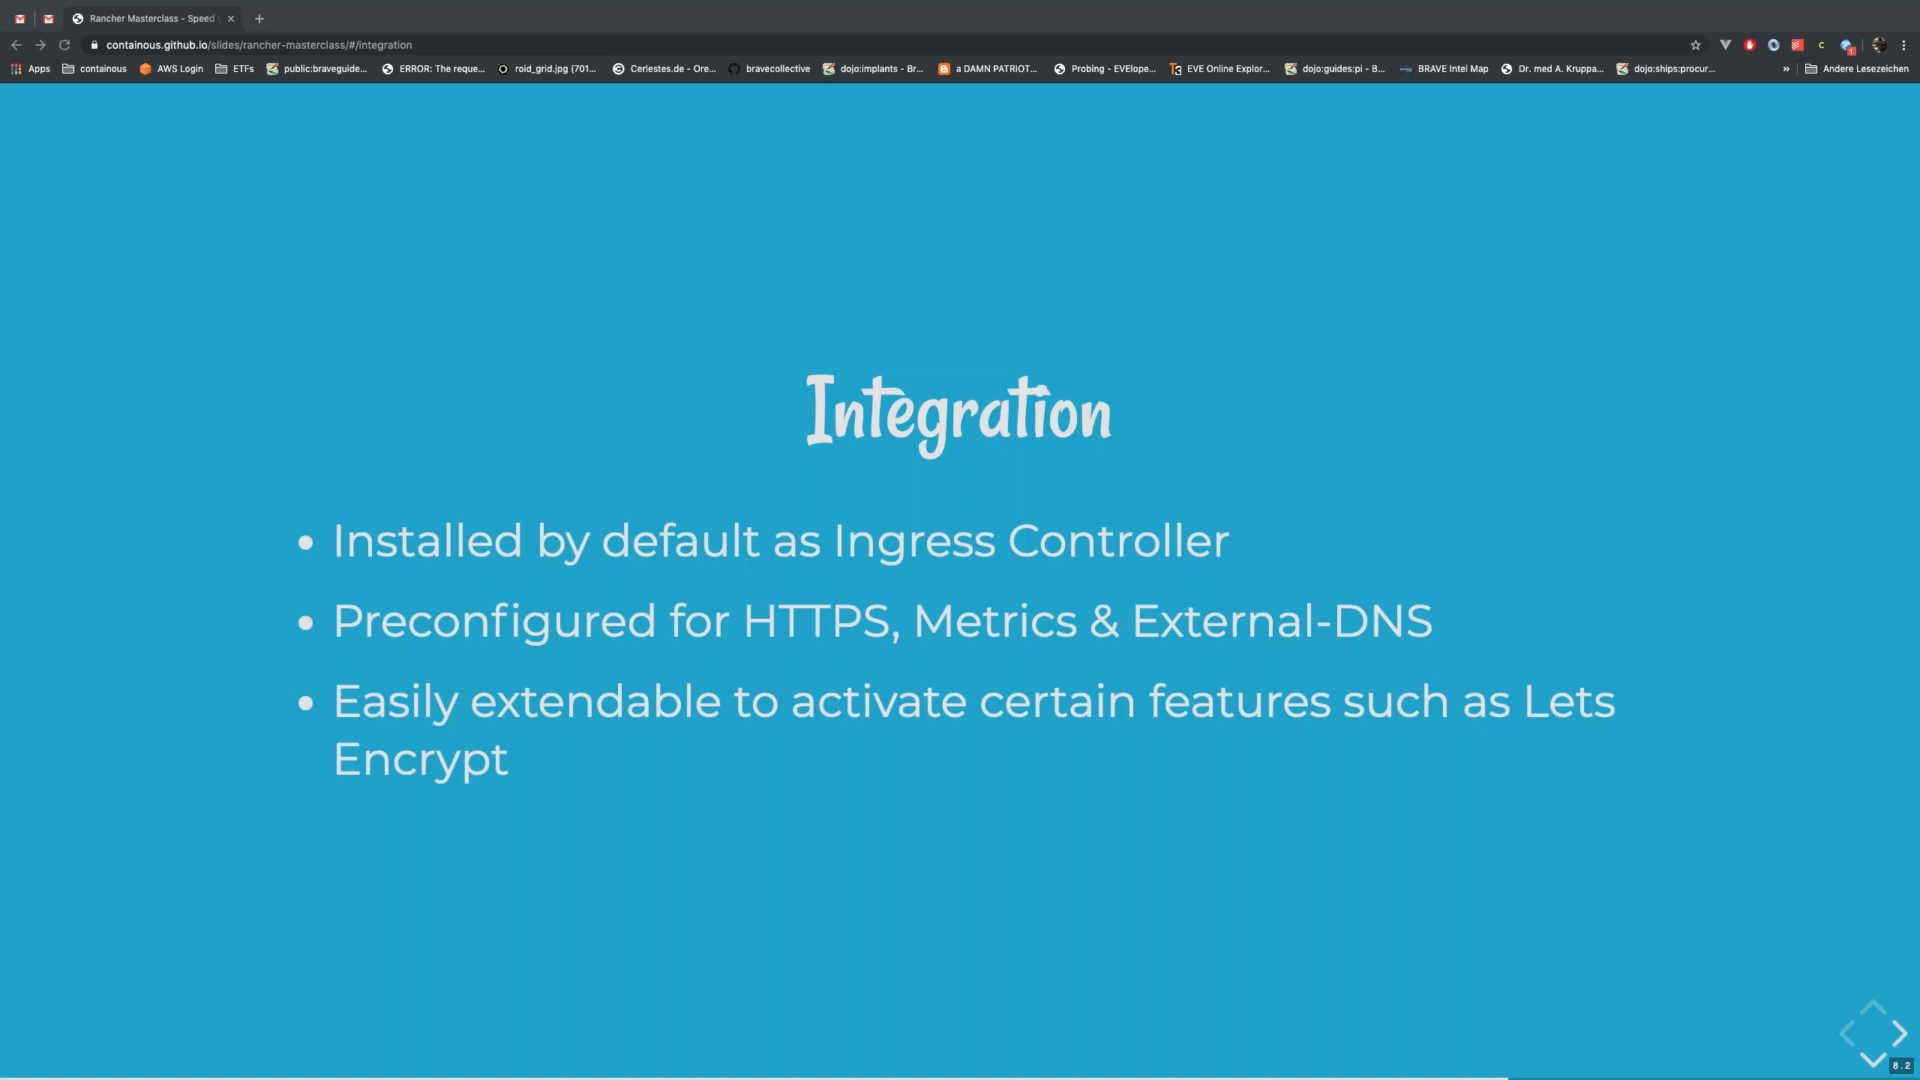 Rancher Masterclass - Speed
containous.github.io/slides/rancher-masterclass/#/integration
Apps containous AWS Login ETFs public:braveguide... ERROR: The reque... roid_grid.jpg (701... Cerlestes.de - Ore... bravecollective dojo:implants - Br... a DAMN PATRIOT... Probing - EVElope... EVE Online Explor... dojo:guides:pi - B... BRAVE Intel Map Dr. med A. Kruppa... dojo:ships:procur... » Andere Lesezeichen
Integration
• Installed by default as Ingress Controller
• Preconfigured for HTTPS, Metrics & External-DNS
• Easily extendable to activate certain features such as Lets
Encrypt
8.2